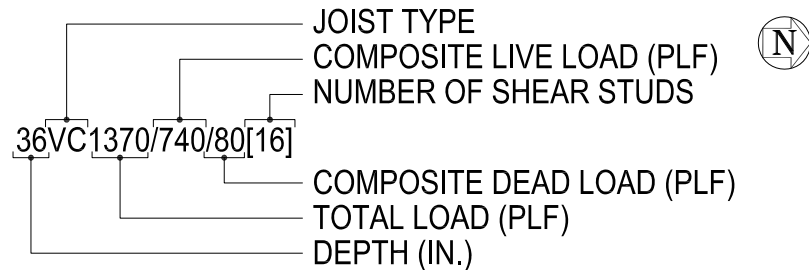 JOIST TYPE
COMPOSITE LIVE LOAD (PLF)
NUMBER OF SHEAR STUDS
N
36VC1370/740/80[16]
COMPOSITE DEAD LOAD (PLF)
TOTAL LOAD (PLF)
DEPTH (IN.)